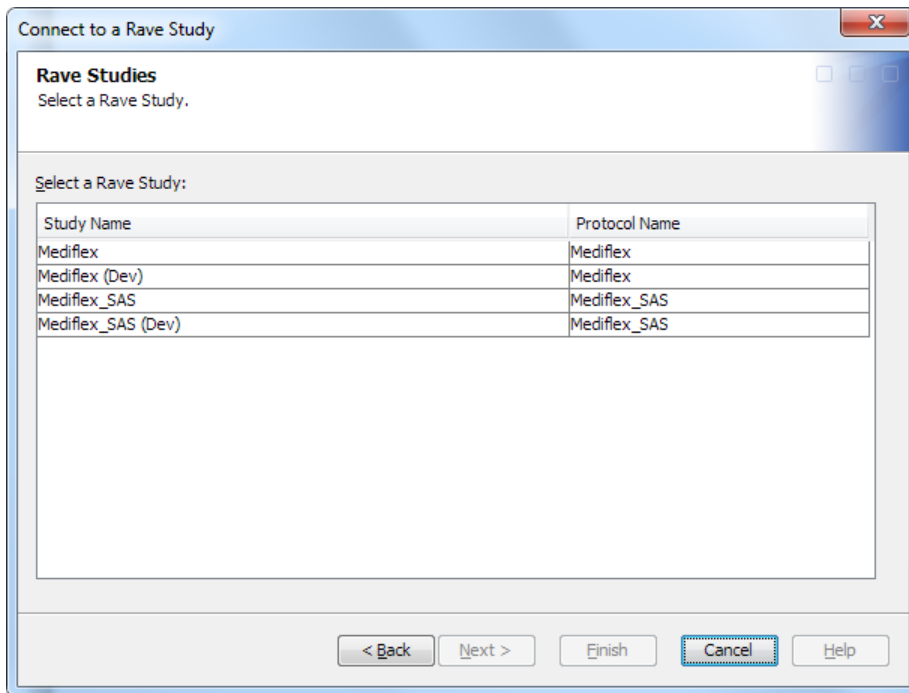 Connect to a Rave Study
Rave Studies
Select a Rave Study.
Select a Rave Study:
Study Name Protocol Name
Mediflex Mediflex
Mediflex (Dev) Mediflex
Mediflex_SAS Mediflex_SAS
Mediflex_SAS (Dev) Mediflex_SAS
< Back Next > Finish Cancel Help